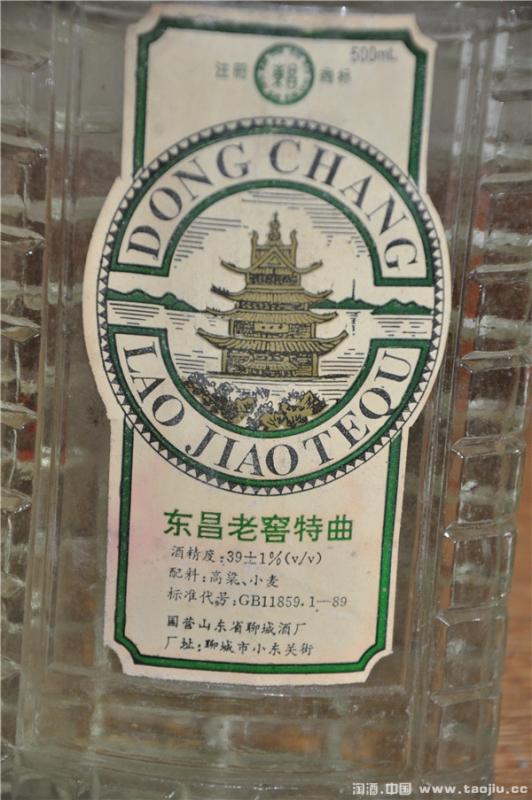 500mL
注册 東昌 商标
DONG CHANG
LAO JIAOTEQU
东昌老窖特曲
酒精度:39±1%(v/v)
配料:高粱、小麦
标准代号:GB11859.1—89
国营山东省聊城酒厂
厂址:聊城市小东关街
淘酒.中国 www.taojiu.cc